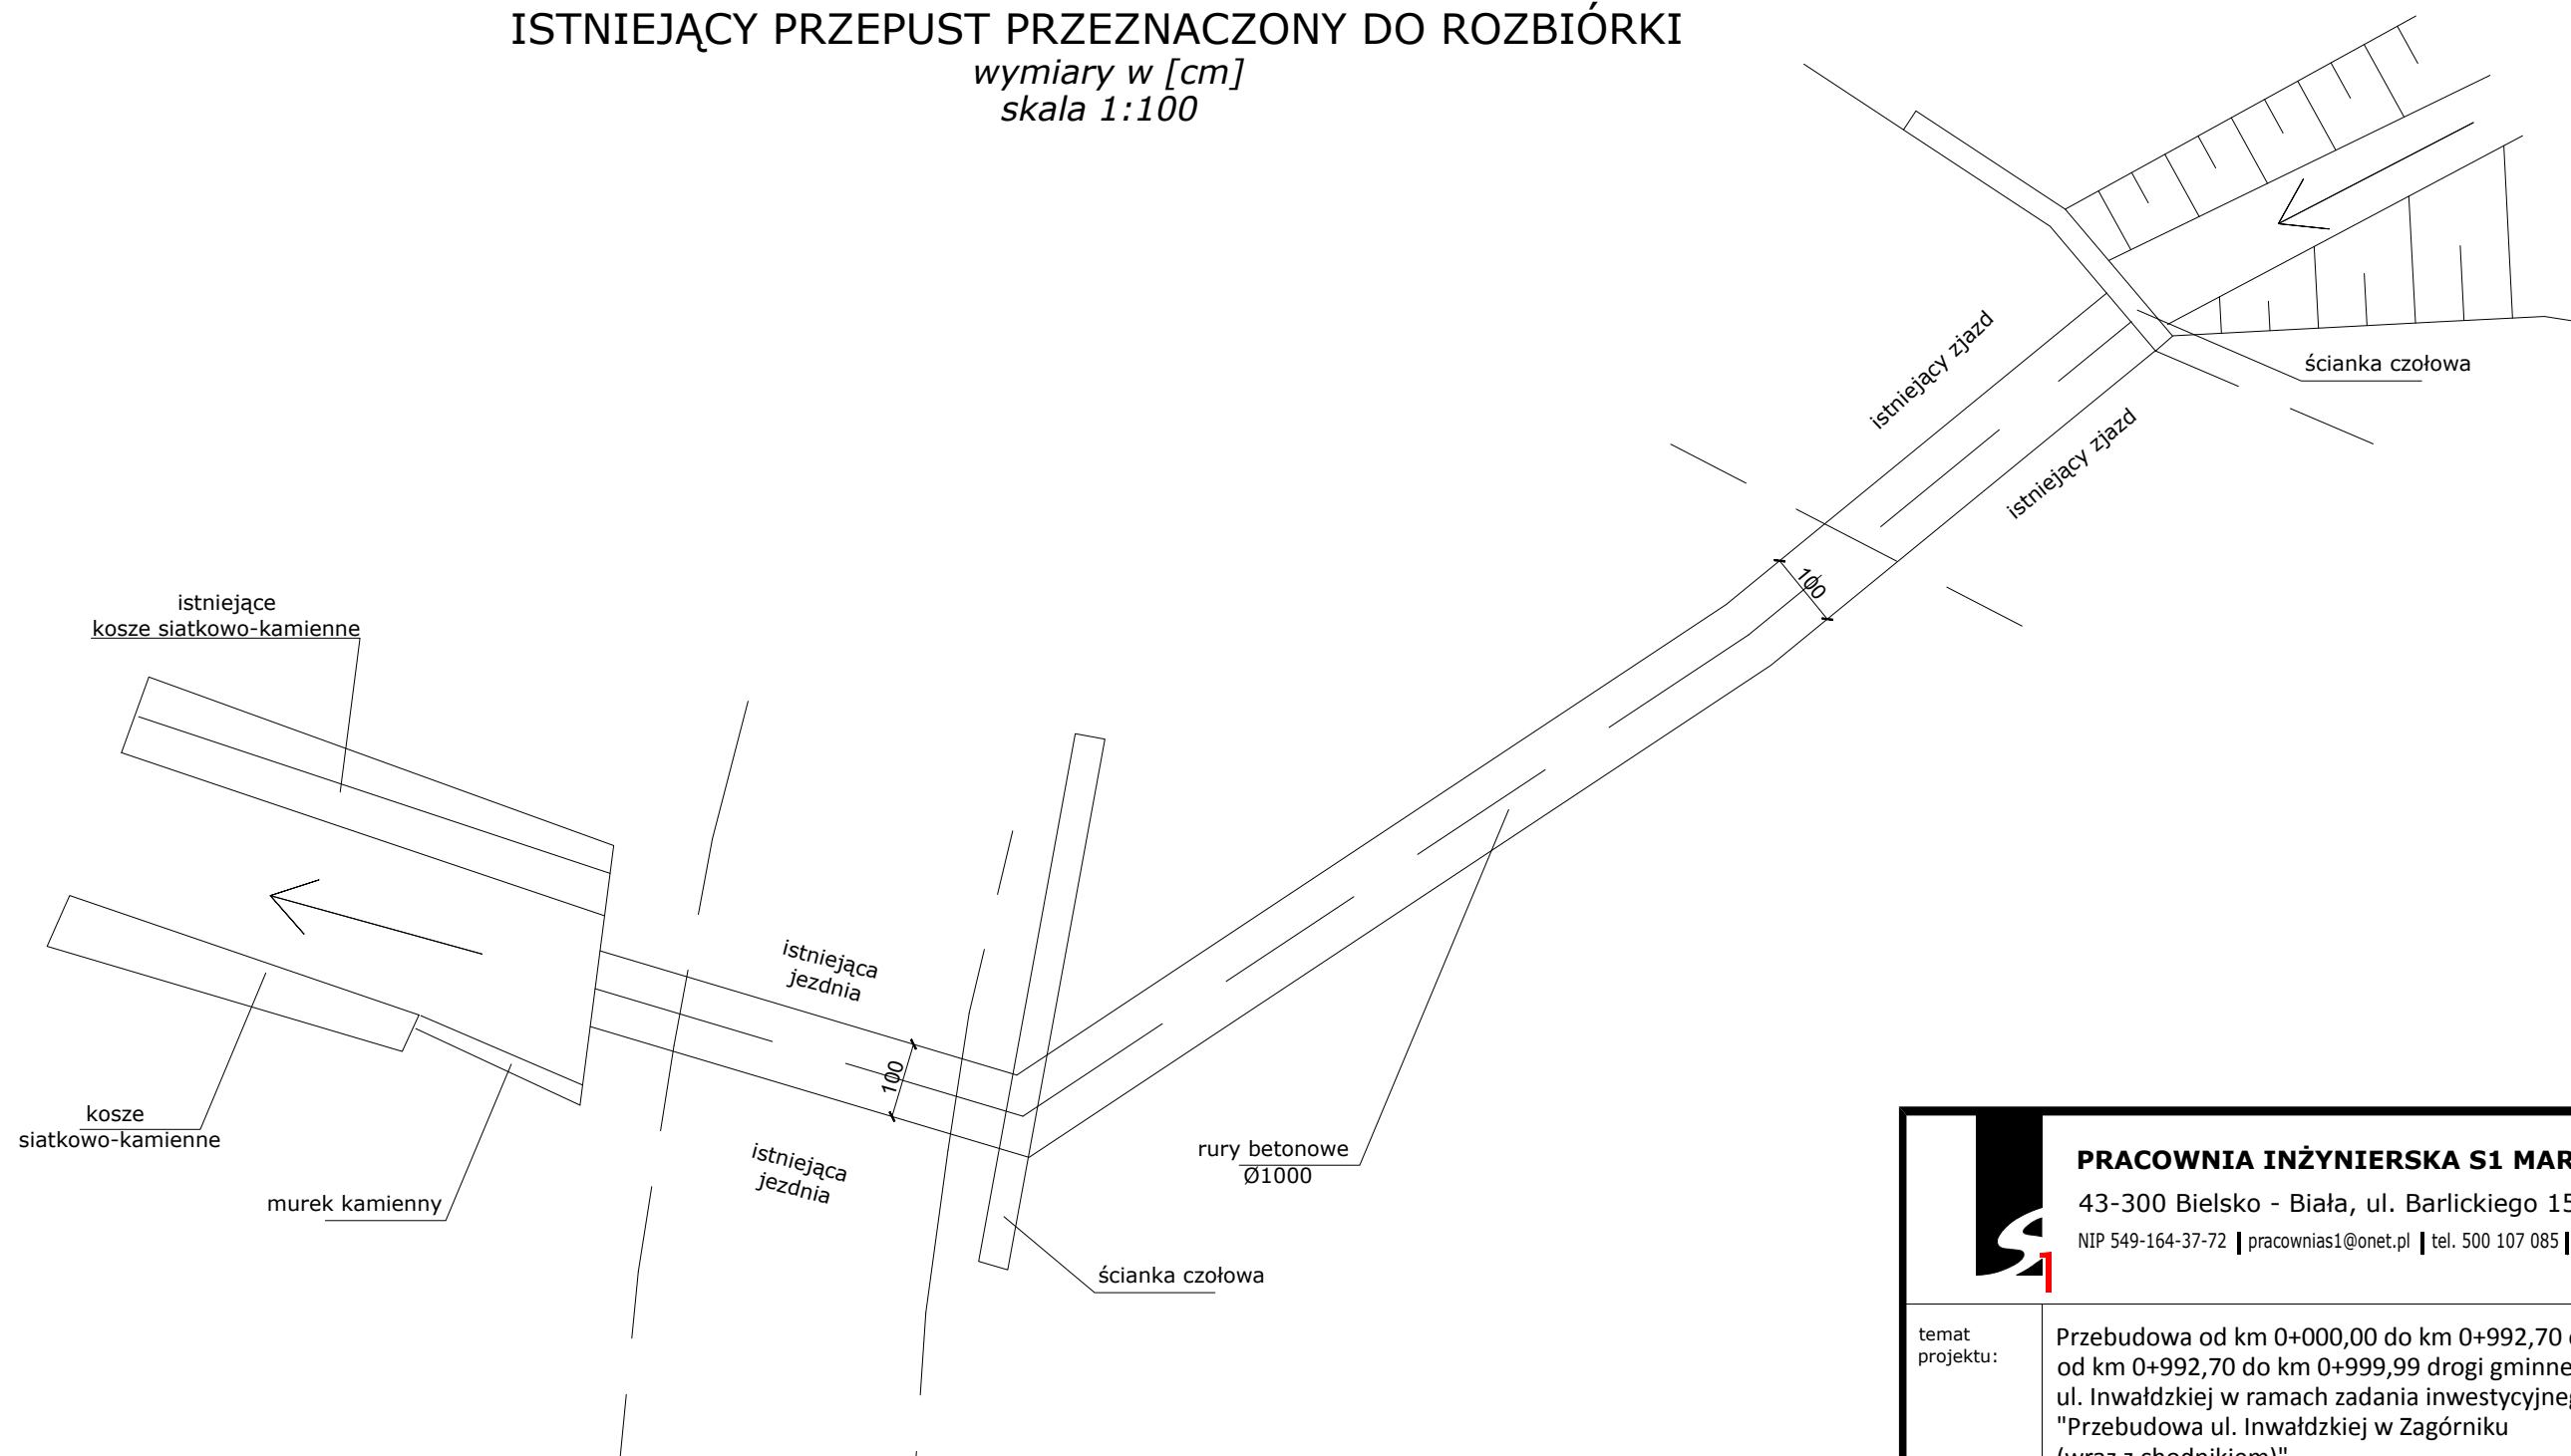 ISTNIEJĄCY PRZEPUST PRZEZNACZONY DO ROZBIÓRKI
wymiary w [cm]
skala 1:100
istniejący zjazd
ścianka czołowa
istniejący zjazd
100
istniejące
kosze siatkowo-kamienne
istniejąca
jezdnia
100
kosze
siatkowo-kamienne
istniejąca
jezdnia
rury betonowe
Ø1000
murek kamienny
ścianka czołowa
S1
PRACOWNIA INŻYNIERSKA S1 MAR
43-300 Bielsko - Biała, ul. Barlickiego 15
NIP 549-164-37-72 | pracownias1@onet.pl | tel. 500 107 085 |
temat
projektu:
Przebudowa od km 0+000,00 do km 0+992,70
od km 0+992,70 do km 0+999,99 drogi gminne
ul. Inwałdzkiej w ramach zadania inwestycyjneg
"Przebudowa ul. Inwałdzkiej w Zagórniku
(wraz z chodnikiem)"